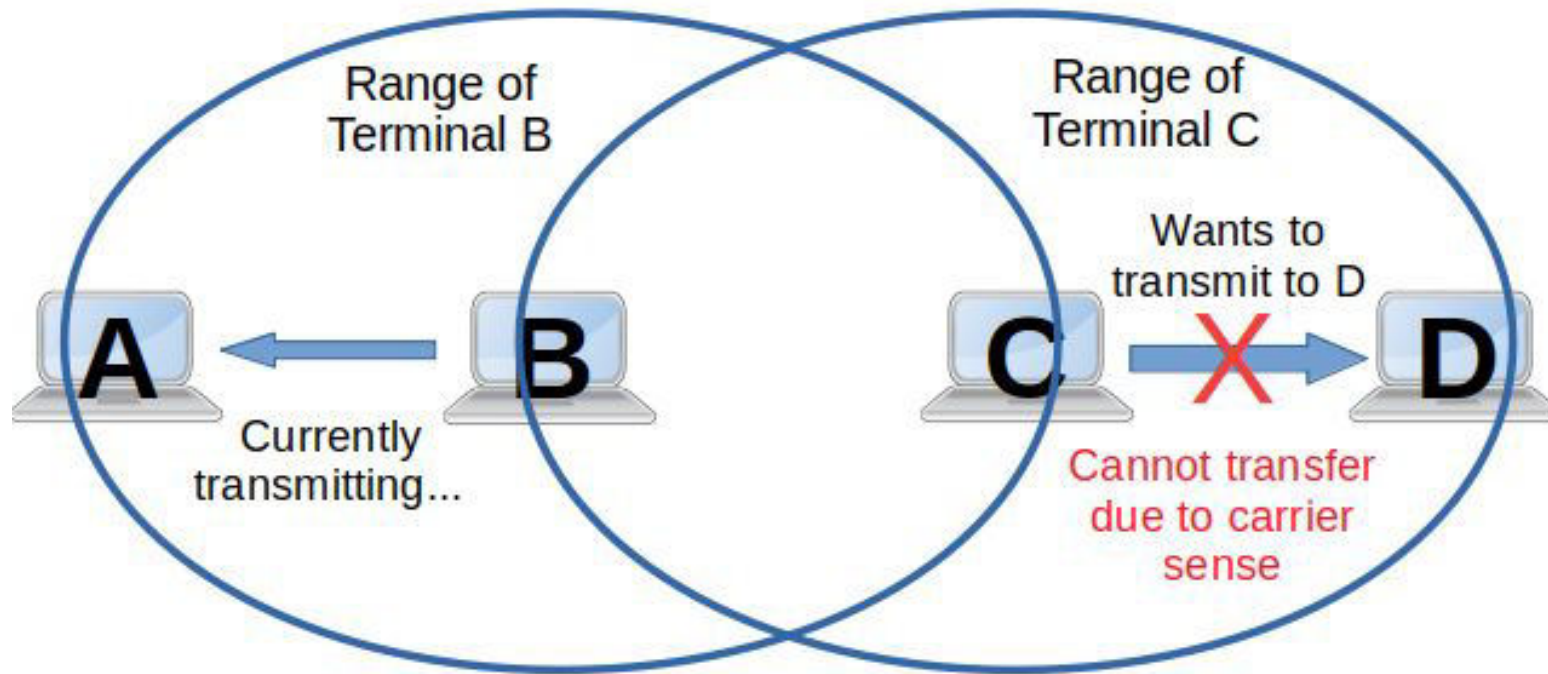 Range of
Terminal B
Range of
Terminal C
Wants to
transmit to D
A
B
C
X
D
Currently
transmitting...
Cannot transfer
due to carrier
sense